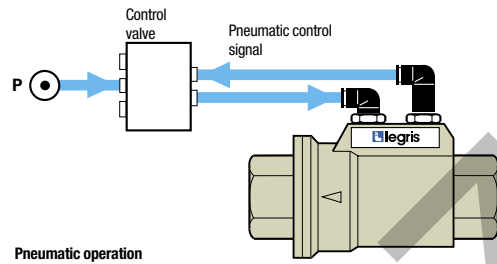 Control
valve
Pneumatic control
signal
P
legris
Pneumatic operation